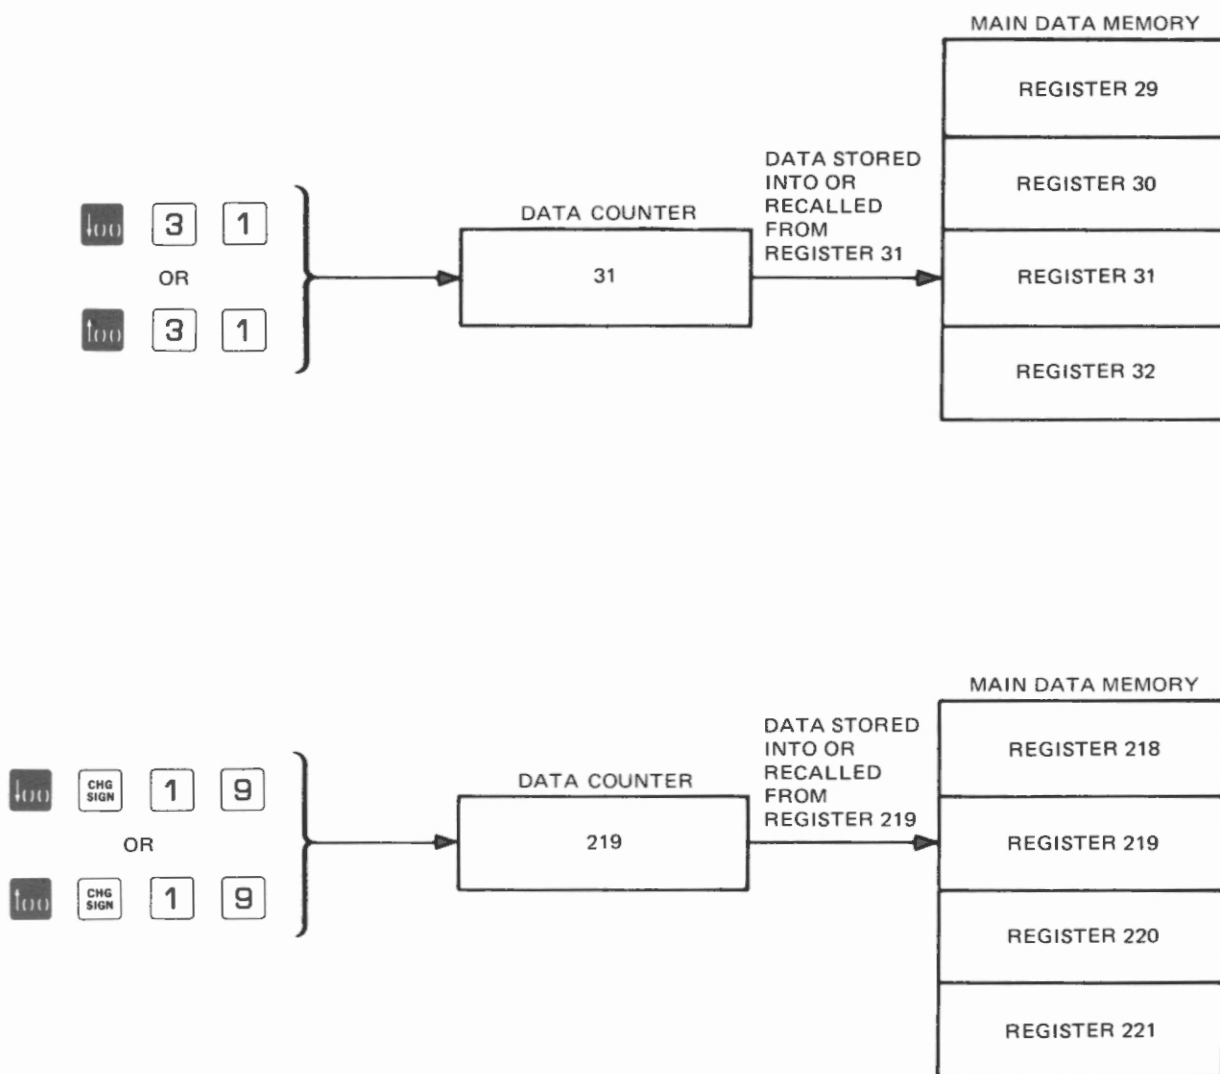 MAIN DATA MEMORY
REGISTER 29
REGISTER 30
REGISTER 31
REGISTER 32
DATA STORED
INTO OR
RECALLED
FROM
REGISTER 31
DATA COUNTER
31
↓( ) 3 1
OR
↑( ) 3 1
MAIN DATA MEMORY
REGISTER 218
REGISTER 219
REGISTER 220
REGISTER 221
DATA STORED
INTO OR
RECALLED
FROM
REGISTER 219
DATA COUNTER
219
↓( ) CHG SIGN 1 9
OR
↑( ) CHG SIGN 1 9